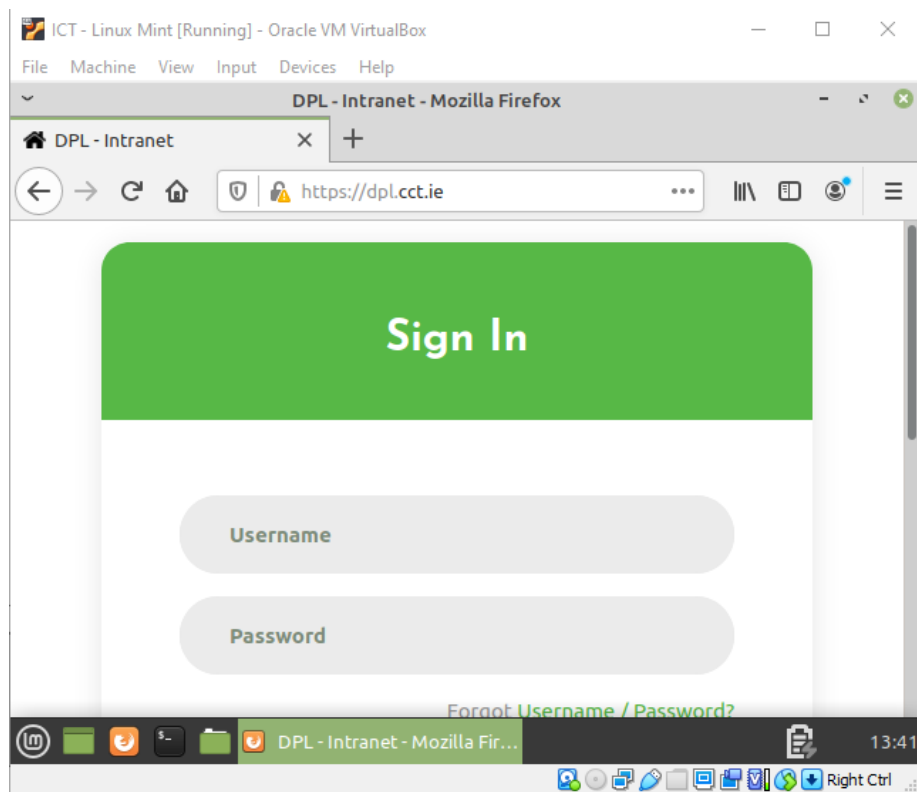 ICT - Linux Mint [Running] - Oracle VM VirtualBox
File Machine View Input Devices Help
DPL - Intranet - Mozilla Firefox
DPL - Intranet
https://dpl.cct.ie
Sign In
Username
Password
Forgot Username / Password?
DPL - Intranet - Mozilla Fir...
13:41
Right Ctrl